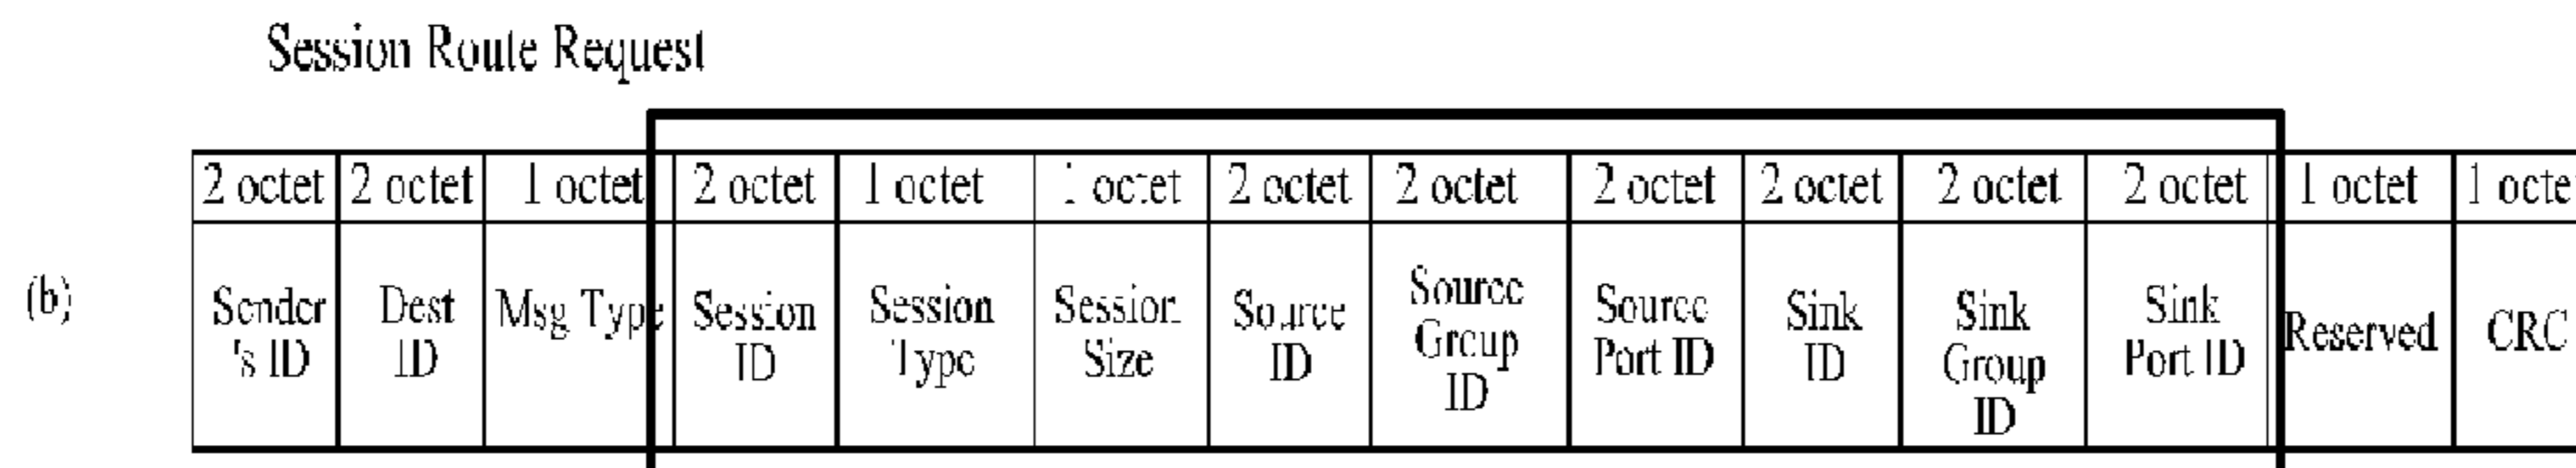 Session Route Request
2 octet 2 octet 1 octet 2 octet 1 octet octet 2 octet 2 octet 2 octet 2 octet 2 octet 2 octet 1 octet 1 octe
(b)
Sender 's ID
Dest ID
Msg Type
Session ID
Session Type
Session Size
Source ID
Source Group ID
Source Port ID
Sink ID
Sink Group ID
Sink Port ID
Reserved
CRC